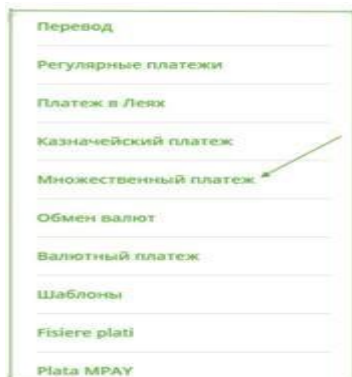 Перевод
Регулярные платежи
Платеж в Леях
Казначейский платеж
Множественный платеж
Обмен валют
Валютный платеж
Шаблоны
Fisiere plati
Plata MPAY